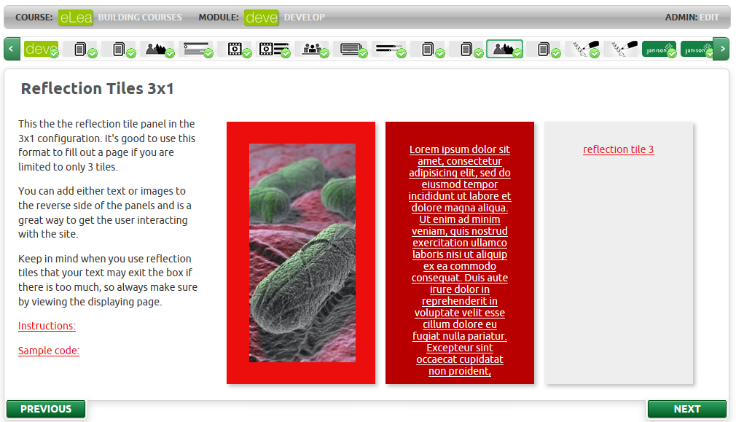 COURSE: eLea BUILDING COURSES MODULE: deve DEVELOP ADMIN: EDIT
< deve janison janison >
Reflection Tiles 3x1
This the the reflection tile panel in the
3x1 configuration. It's good to use this
format to fill out a page if you are
limited to only 3 tiles.
You can add either text or images to
the reverse side of the panels and is a
great way to get the user interacting
with the site.
Keep in mind when you use reflection
tiles that your text may exit the box if
there is too much, so always make sure
by viewing the displaying page.
Instructions:
Sample code:
Lorem ipsum dolor sit
amet, consectetur
adipisicing elit, sed do
eiusmod tempor
incididunt ut labore et
dolore magna aliqua.
Ut enim ad minim
veniam, quis nostrud
exercitation ullamco
laboris nisi ut aliquip
ex ea commodo
consequat. Duis aute
irure dolor in
reprehenderit in
voluptate velit esse
cillum dolore eu
fugiat nulla pariatur.
Excepteur sint
occaecat cupidatat
non proident,
reflection tile 3
PREVIOUS
NEXT